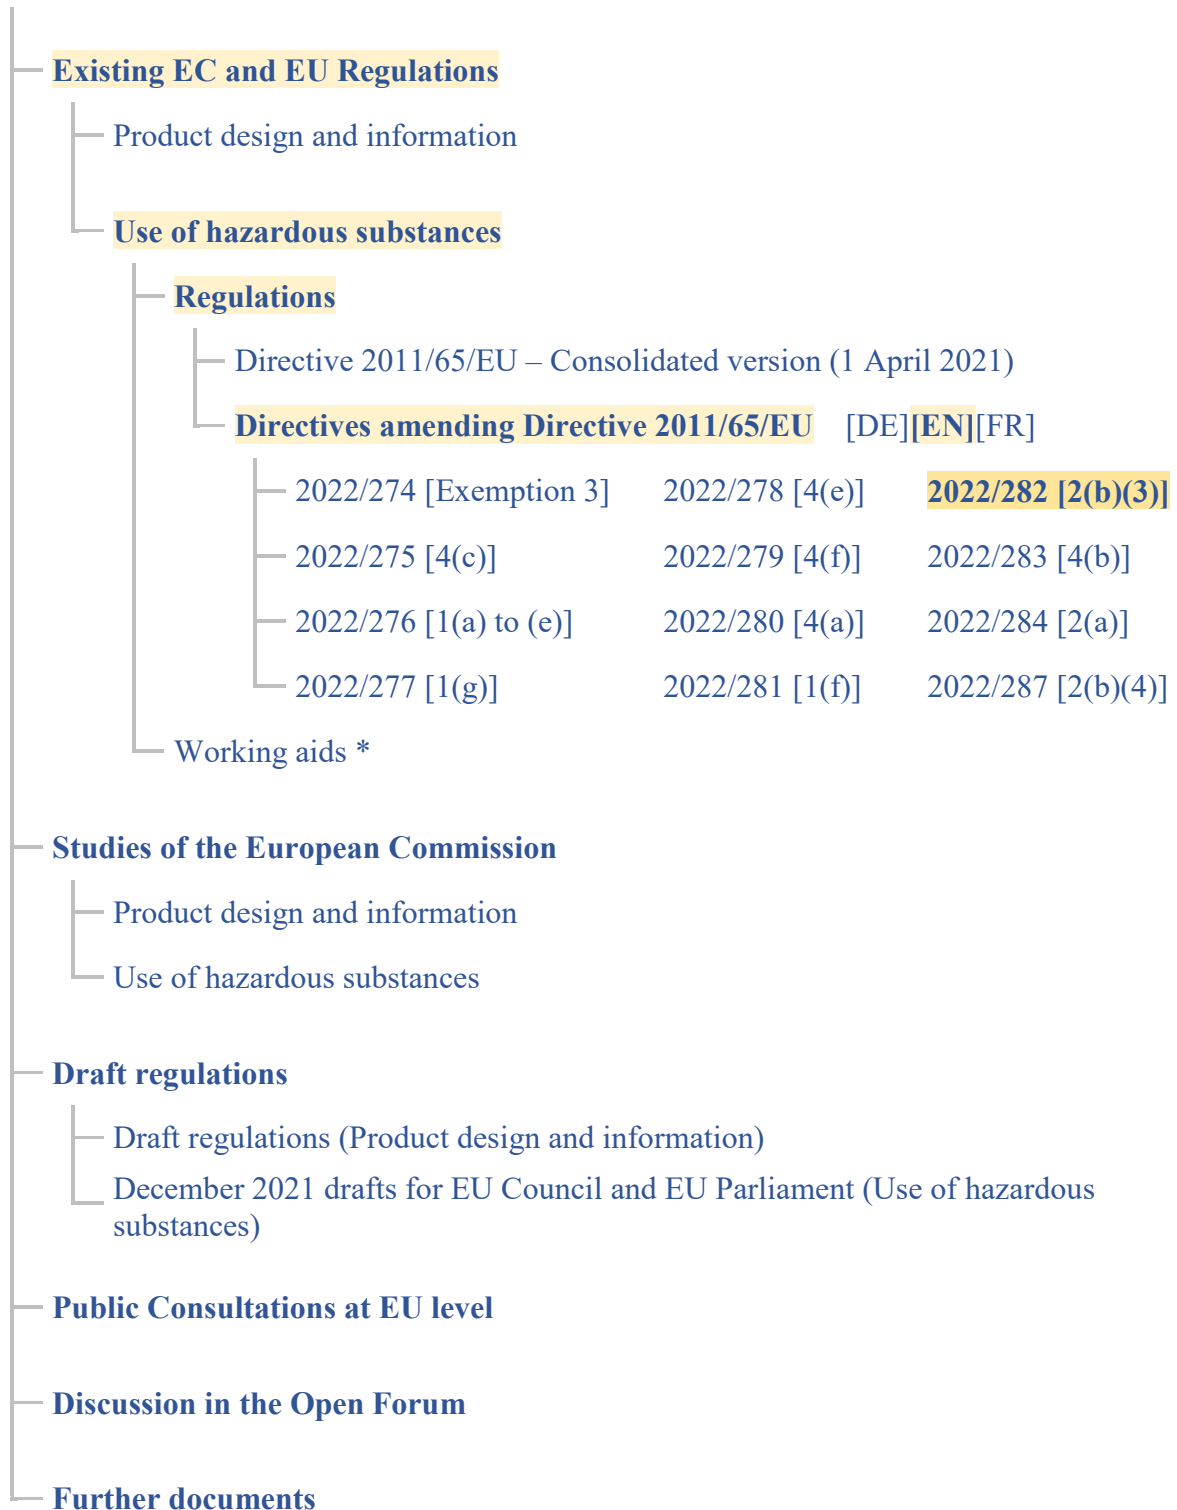 Existing EC and EU Regulations
Product design and information
Use of hazardous substances
Regulations
Directive 2011/65/EU – Consolidated version (1 April 2021)
Directives amending Directive 2011/65/EU [DE][EN][FR]
2022/274 [Exemption 3] 2022/278 [4(e)] 2022/282 [2(b)(3)]
2022/275 [4(c)] 2022/279 [4(f)] 2022/283 [4(b)]
2022/276 [1(a) to (e)] 2022/280 [4(a)] 2022/284 [2(a)]
2022/277 [1(g)] 2022/281 [1(f)] 2022/287 [2(b)(4)]
Working aids *
Studies of the European Commission
Product design and information
Use of hazardous substances
Draft regulations
Draft regulations (Product design and information)
December 2021 drafts for EU Council and EU Parliament (Use of hazardous
substances)
Public Consultations at EU level
Discussion in the Open Forum
Further documents